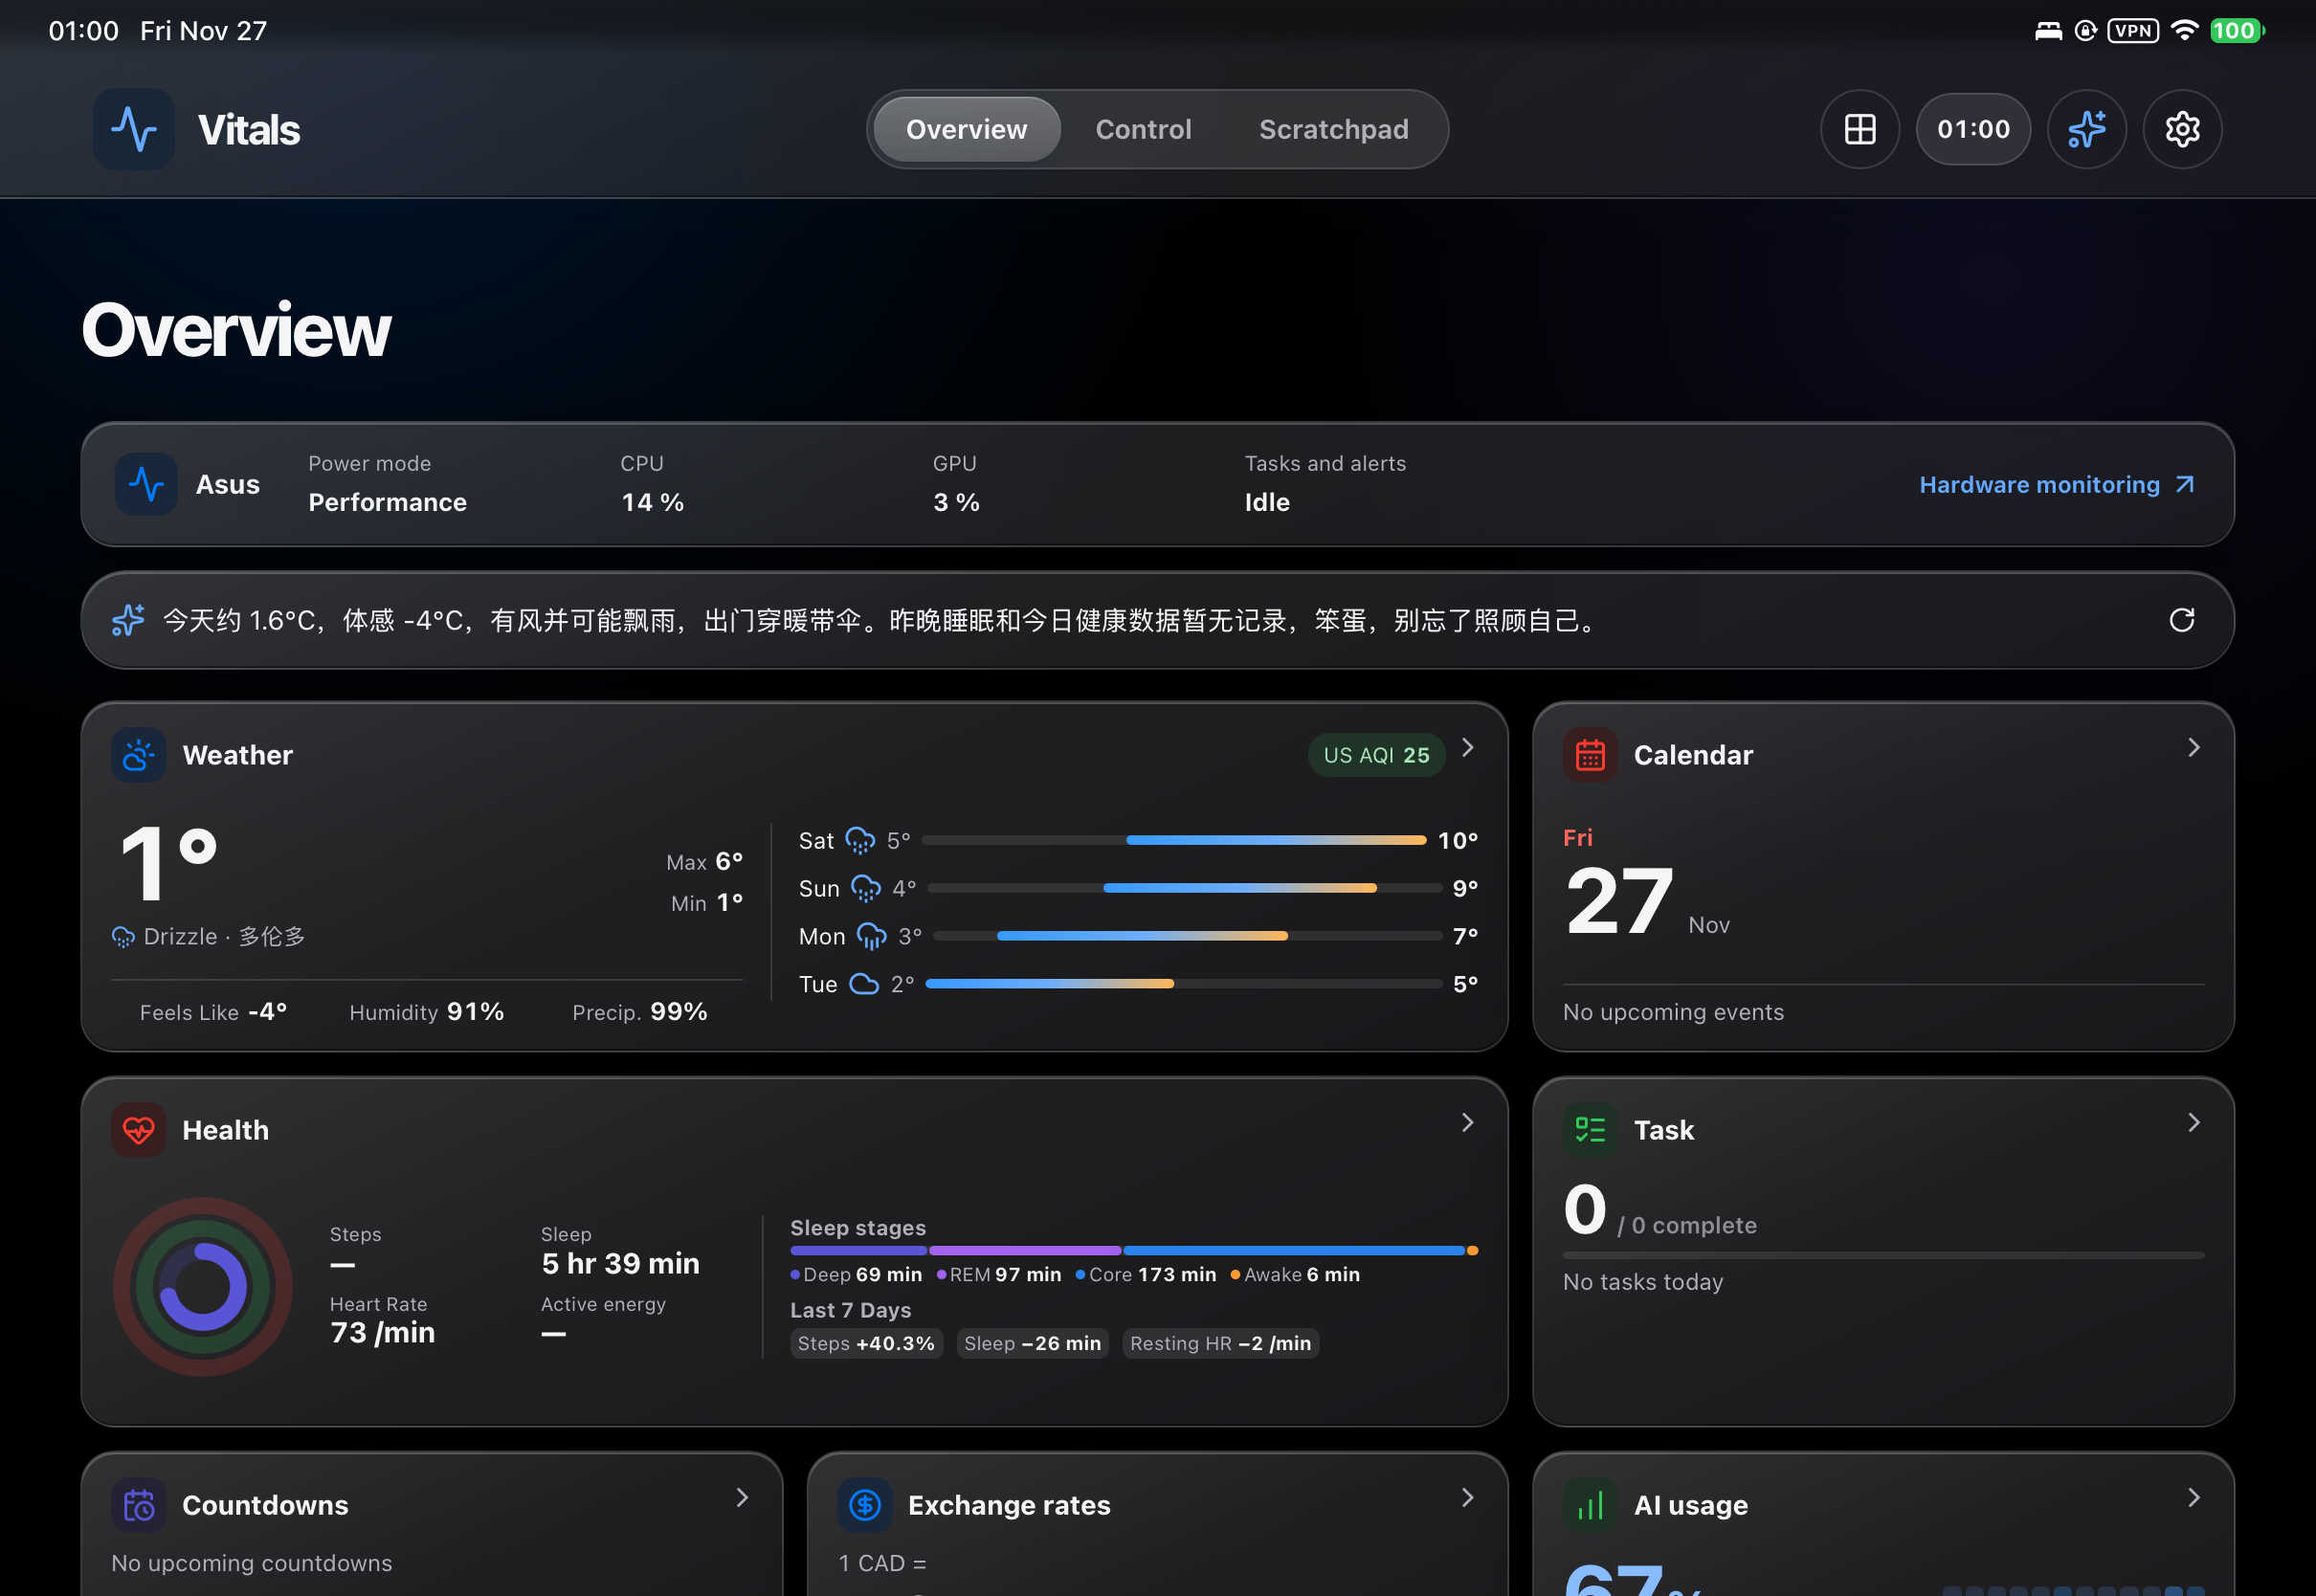 01:00 Fri Nov 27
VPN 100
Vitals
Overview Control Scratchpad
01:00
Overview
Asus
Power mode
Performance
CPU
14 %
GPU
3 %
Tasks and alerts
Idle
Hardware monitoring
今天约 1.6°C，体感 -4°C，有风并可能飘雨，出门穿暖带伞。昨晚睡眠和今日健康数据暂无记录，笨蛋，别忘了照顾自己。
Weather
US AQI 25
1°
Max 6°
Min 1°
Drizzle · 多伦多
Feels Like -4° Humidity 91% Precip. 99%
Sat 5° 10°
Sun 4° 9°
Mon 3° 7°
Tue 2° 5°
Calendar
Fri
27 Nov
No upcoming events
Health
Steps
—
Sleep
5 hr 39 min
Heart Rate
73 /min
Active energy
—
Sleep stages
Deep 69 min REM 97 min Core 173 min Awake 6 min
Last 7 Days
Steps +40.3% Sleep −26 min Resting HR −2 /min
Task
0 / 0 complete
No tasks today
Countdowns
No upcoming countdowns
Exchange rates
1 CAD =
AI usage
67%